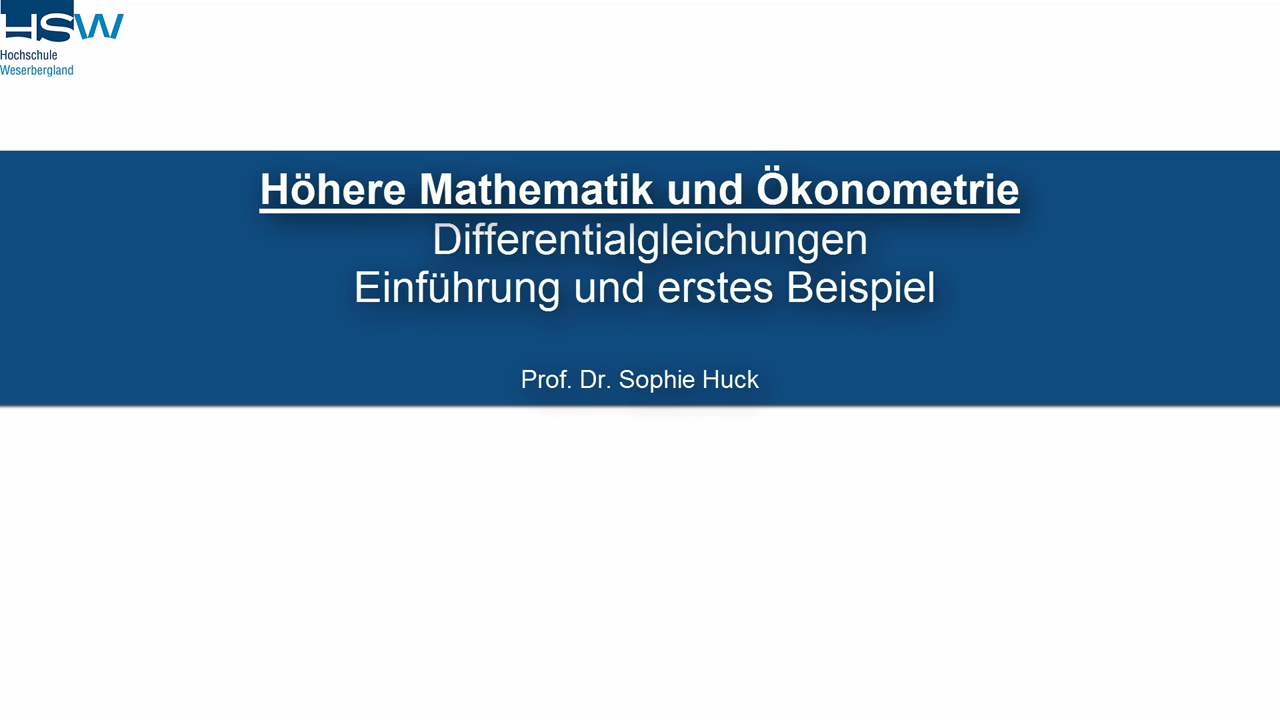 HSW
Hochschule
Weserbergland
Höhere Mathematik und Ökonometrie
Differentialgleichungen
Einführung und erstes Beispiel
Prof. Dr. Sophie Huck